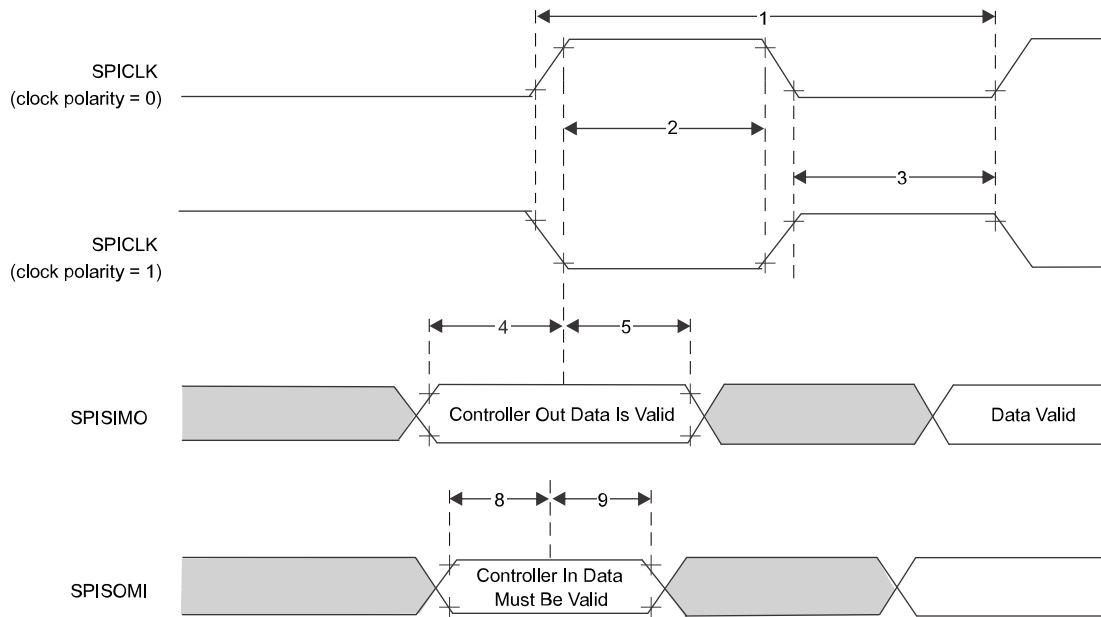 1
SPICLK
(clock polarity = 0)
2
3
SPICLK
(clock polarity = 1)
4
5
SPISIMO
Controller Out Data Is Valid
Data Valid
8
9
SPISOMI
Controller In Data
Must Be Valid